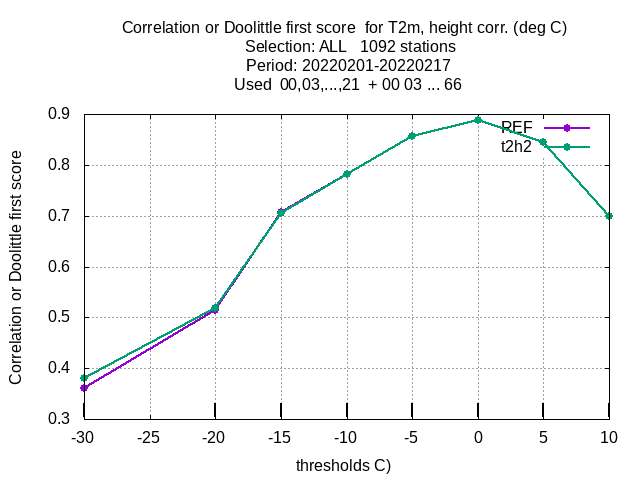 Correlation or Doolittle first score  for T2m, height corr. (deg C)
Selection: ALL   1092 stations
Period: 20220201-20220217
Used  00,03,...,21  + 00 03 ... 66
Correlation or Doolittle first score
0.9
0.8
0.7
0.6
0.5
0.4
0.3
REF
t2h2
-30 -25 -20 -15 -10 -5 0 5 10
thresholds C)